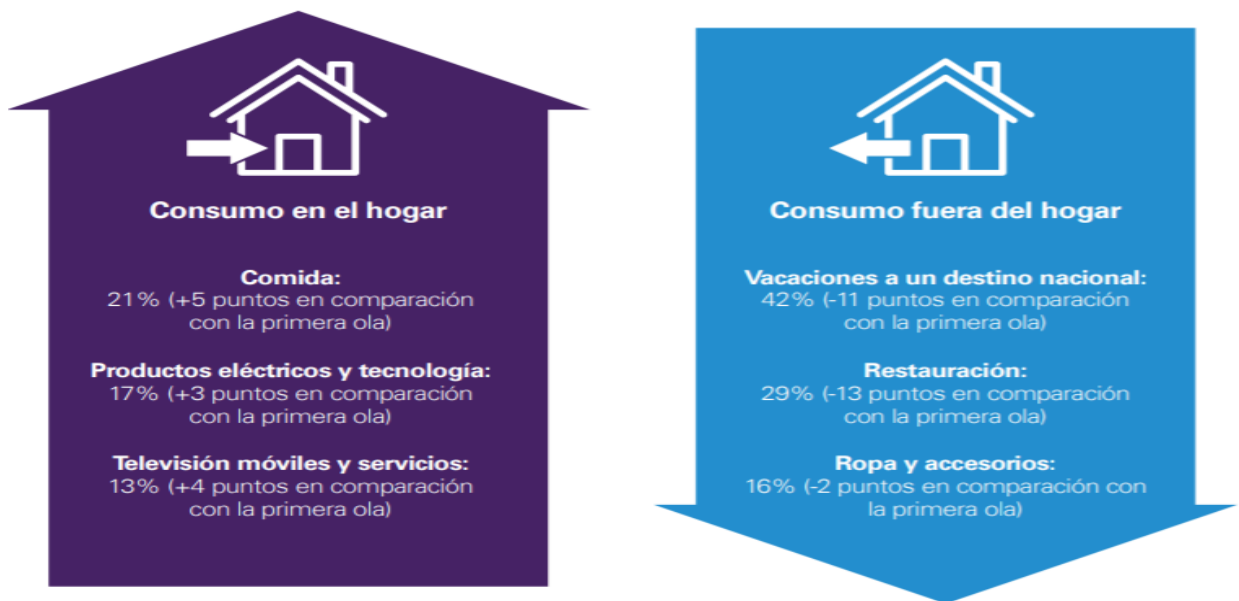 Consumo en el hogar
Comida:
21% (+5 puntos en comparación
con la primera ola)
Productos eléctricos y tecnología:
17% (+3 puntos en comparación
con la primera ola)
Televisión móviles y servicios:
13% (+4 puntos en comparación
con la primera ola)
Consumo fuera del hogar
Vacaciones a un destino nacional:
42% (-11 puntos en comparación
con la primera ola)
Restauración:
29% (-13 puntos en comparación
con la primera ola)
Ropa y accesorios:
16% (-2 puntos en comparación con
la primera ola)